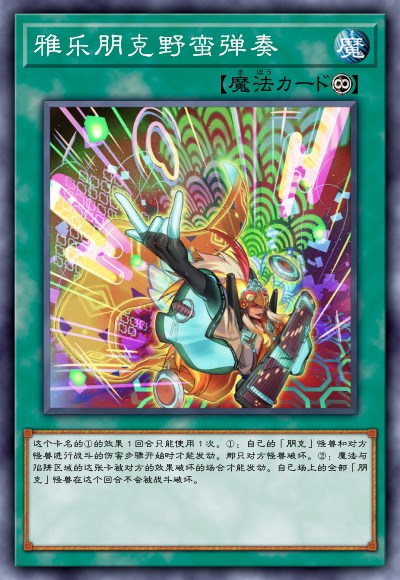 雅乐朋克野蛮弹奏
魔
【魔法カード】
まほう
这个卡名的①的效果1回合只能使用1次。①：自己的「朋克」怪兽和对方
怪兽进行战斗的伤害步骤开始时才能发动。那只对方怪兽破坏。②：魔法与
陷阱区域的这张卡被对方的效果破坏的场合才能发动。自己场上的全部「朋
克」怪兽在这个回合不会被战斗破坏。